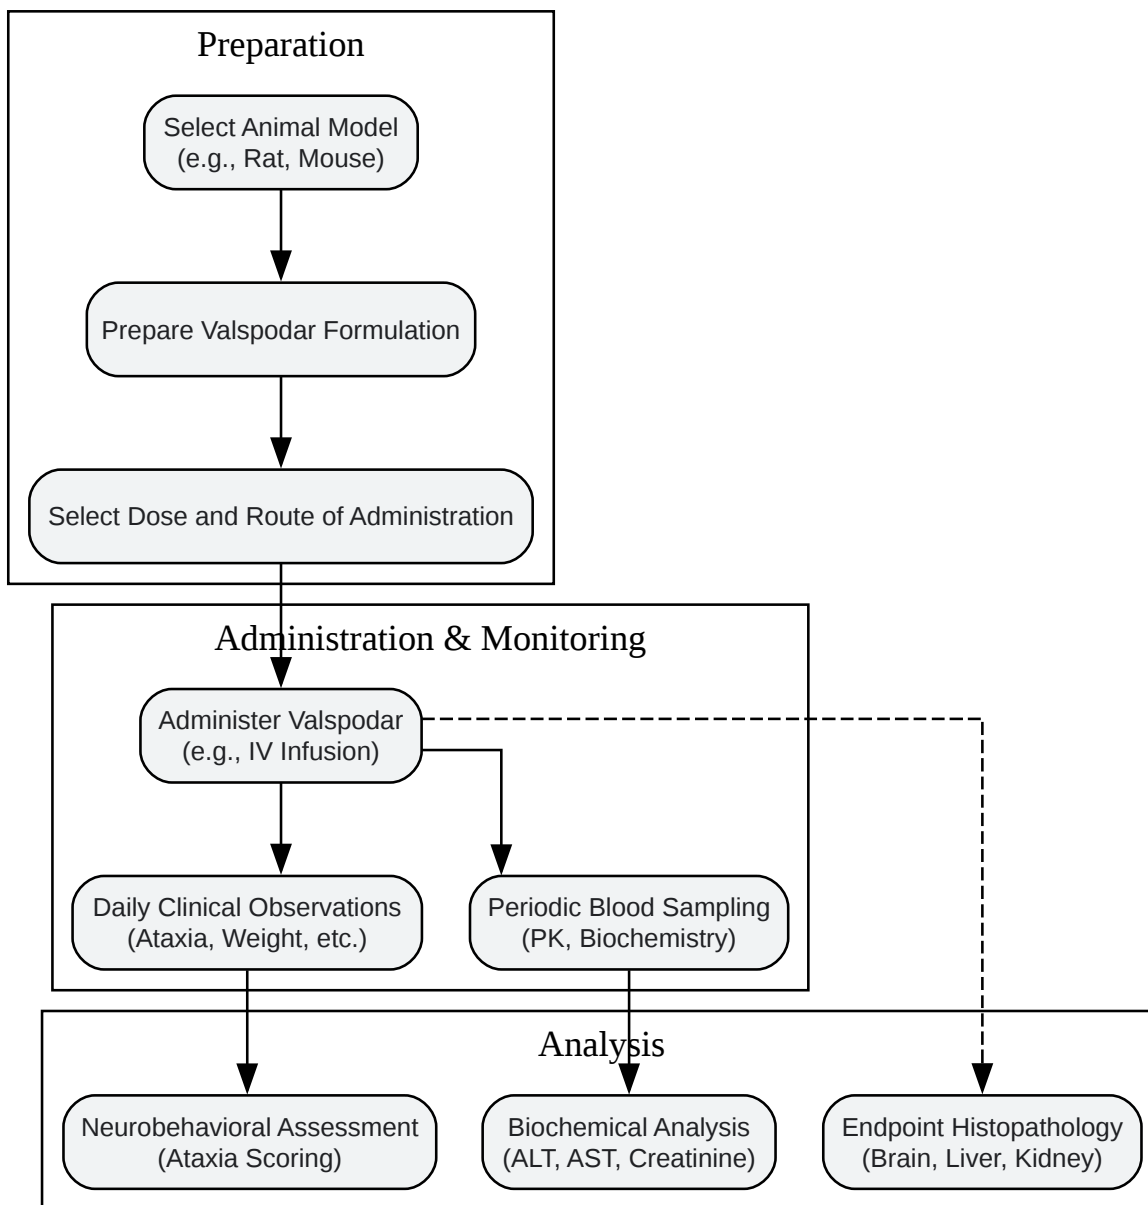 Preparation
Select Animal Model
(e.g., Rat, Mouse)
Prepare Valspodar Formulation
Select Dose and Route of Administration
Administration & Monitoring
Administer Valspodar
(e.g., IV Infusion)
Daily Clinical Observations
(Ataxia, Weight, etc.)
Periodic Blood Sampling
(PK, Biochemistry)
Analysis
Neurobehavioral Assessment
(Ataxia Scoring)
Biochemical Analysis
(ALT, AST, Creatinine)
Endpoint Histopathology
(Brain, Liver, Kidney)